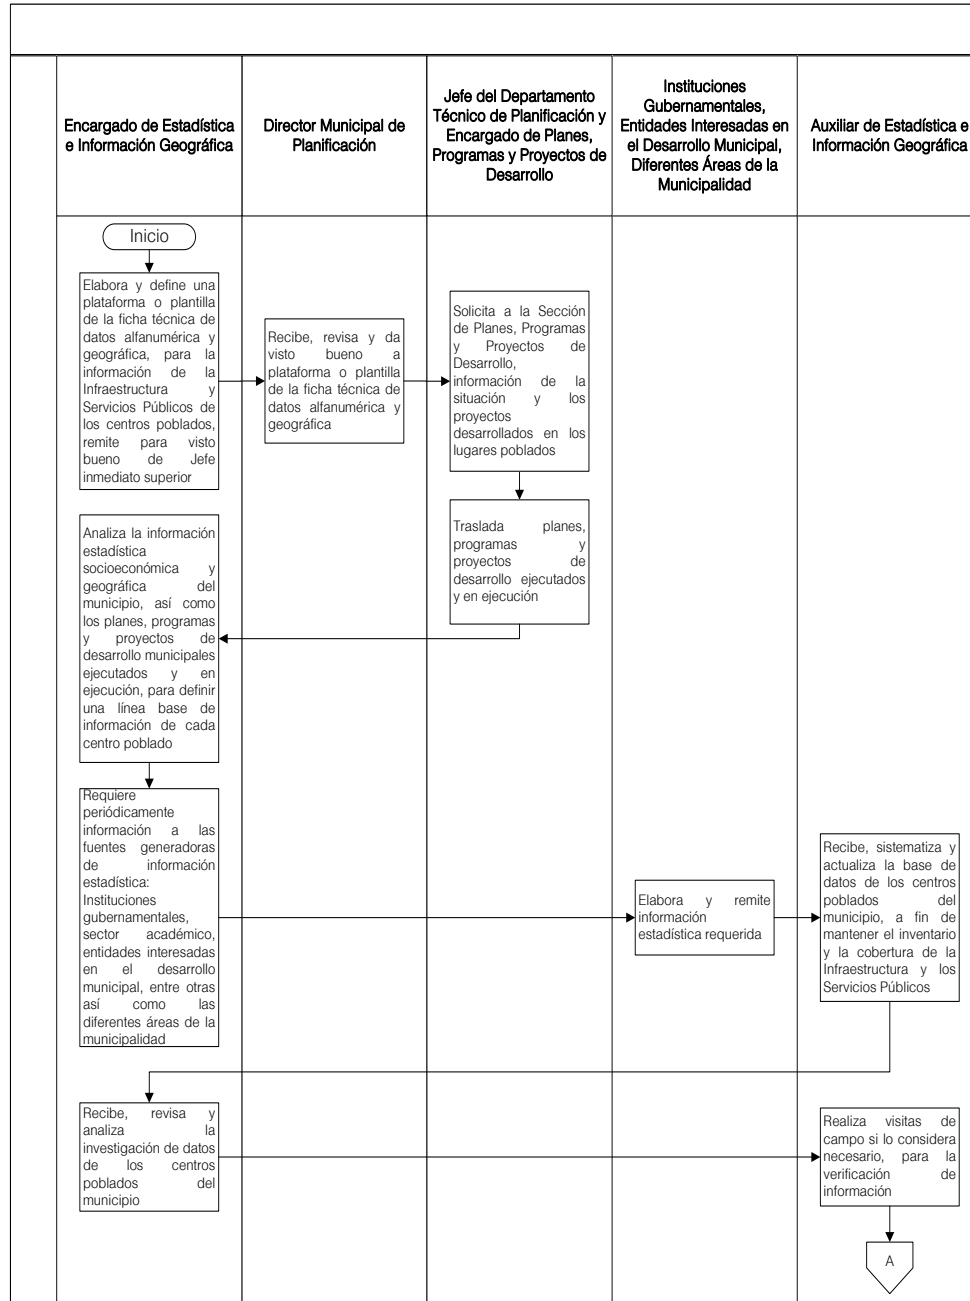 Encargado de Estadística
e Información Geográfica
Director Municipal de
Planificación
Jefe del Departamento
Técnico de Planificación y
Encargado de Planes,
Programas y Proyectos de
Desarrollo
Instituciones
Gubernamentales,
Entidades Interesadas en
el Desarrollo Municipal,
Diferentes Áreas de la
Municipalidad
Auxiliar de Estadística e
Información Geográfica
Inicio
Elabora y define una
plataforma o plantilla
de la ficha técnica de
datos alfanumérica y
geográfica, para la
información de la
Infraestructura y
Servicios Públicos de
los centros poblados,
remite para visto
bueno de Jefe
inmediato superior
Recibe, revisa y da
visto bueno a
plataforma o plantilla
de la ficha técnica de
datos alfanumérica y
geográfica
Solicita a la Sección
de Planes, Programas
y Proyectos de
Desarrollo,
información de la
situación y los
proyectos
desarrollados en los
lugares poblados
Traslada planes,
programas y
proyectos de
desarrollo ejecutados
y en ejecución
Analiza la información
estadística
socioeconómica y
geográfica del
municipio, así como
los planes, programas
y proyectos de
desarrollo municipales
ejecutados y en
ejecución, para definir
una línea base de
información de cada
centro poblado
Requiere
periódicamente
información a las
fuentes generadoras
de información
estadística:
Instituciones
gubernamentales,
sector académico,
entidades interesadas
en el desarrollo
municipal, entre otras
así como las
diferentes áreas de la
municipalidad
Elabora y remite
información
estadística requerida
Recibe, sistematiza y
actualiza la base de
datos de los centros
poblados del
municipio, a fin de
mantener el inventario
y la cobertura de la
Infraestructura y los
Servicios Públicos
Recibe, revisa y
analiza la
investigación de datos
de los centros
poblados del
municipio
Realiza visitas de
campo si lo considera
necesario, para la
verificación de
información
A